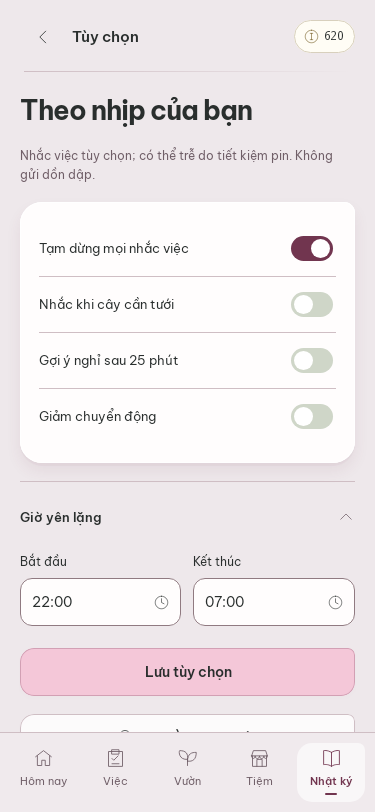 Tùy chọn
620
Theo nhịp của bạn
Nhắc việc tùy chọn; có thể trễ do tiết kiệm pin. Không
gửi dồn dập.
Tạm dừng mọi nhắc việc
Nhắc khi cây cần tưới
Gợi ý nghỉ sau 25 phút
Giảm chuyển động
Giờ yên lặng
Bắt đầu
Kết thúc
22:00
07:00
Lưu tùy chọn
Hôm nay
Việc
Vườn
Tiệm
Nhật ký